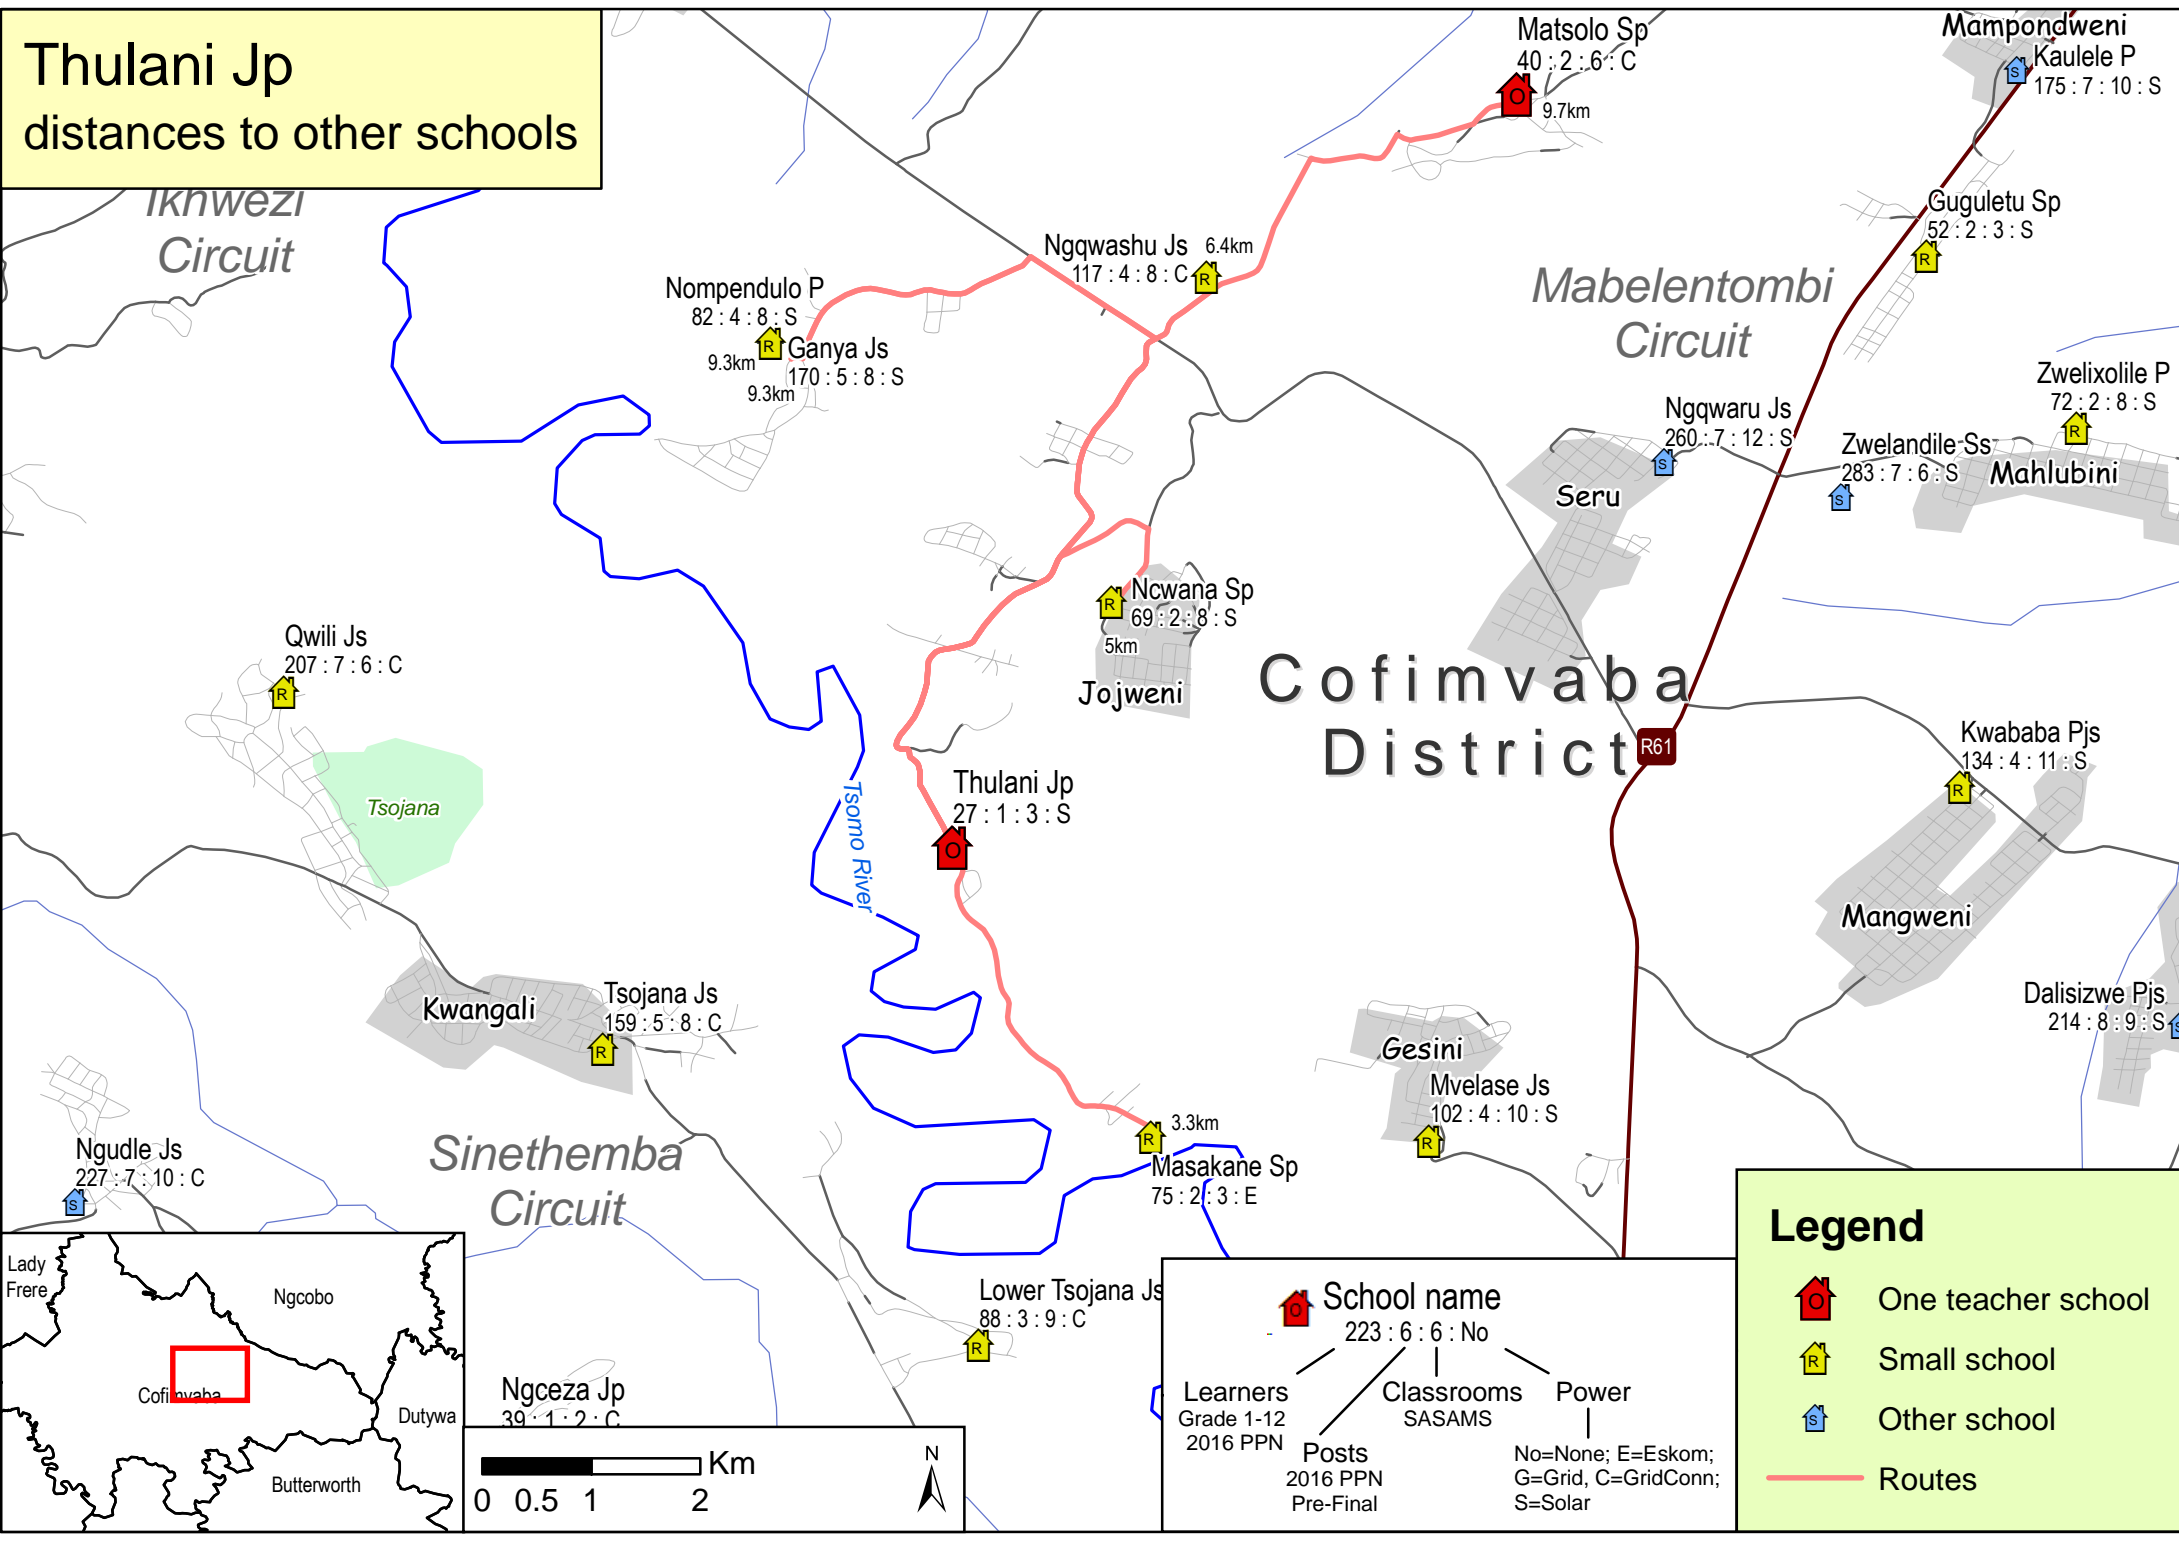 Thulani Jp
distances to other schools
Ikhwezi
Circuit
Matsolo Sp
40 : 2 : 6 : C
9.7km
Mampondweni
Kaulele P
175 : 7 : 10 : S
S
O
Guguletu Sp
52 : 2 : 3 : S
R
Ngqwashu Js
6.4km
117 : 4 : 8 : C
R
Nompendulo P
82 : 4 : 8 : S
R
9.3km
Ganya Js
170 : 5 : 8 : S
9.3km
Mabelentombi
Circuit
Zwelixolile P
72 : 2 : 8 : S
R
Ngqwaru Js
260 : 7 : 12 : S
S
Zwelandile Ss
283 : 7 : 6 : S
S
Mahlubini
Seru
Ncwana Sp
69 : 2 : 8 : S
R
5km
Jojweni
Qwili Js
207 : 7 : 6 : C
R
Cofimvaba
District
R61
Kwababa Pjs
134 : 4 : 11 : S
R
Tsojana
Thulani Jp
27 : 1 : 3 : S
O
Tsomo River
Mangweni
Kwangali
Tsojana Js
159 : 5 : 8 : C
R
Dalisizwe Pjs
214 : 8 : 9 : S
Gesini
Mvelase Js
102 : 4 : 10 : S
R
3.3km
R
Masakane Sp
75 : 2 : 3 : E
Sinethemba
Circuit
Ngudle Js
227 : 7 : 10 : C
S
Lower Tsojana Js
88 : 3 : 9 : C
R
Ngceza Jp
39 : 1 : 2 : C
Lady
Frere
Ngcobo
Cofimvaba
Dutywa
Butterworth
Km
0 0.5 1 2
N
O
School name
223 : 6 : 6 : No
Learners
Grade 1-12
2016 PPN
Posts
2016 PPN
Pre-Final
Classrooms
SASAMS
Power
No=None; E=Eskom;
G=Grid, C=GridConn;
S=Solar
Legend
O One teacher school
R Small school
S Other school
Routes